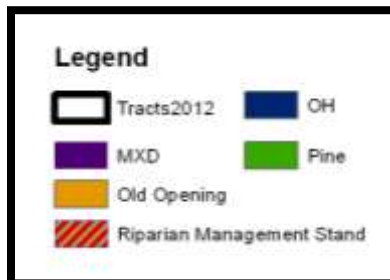 Legend
Tracts2012 OH
MXD Pine
Old Opening
Riparian Management Stand